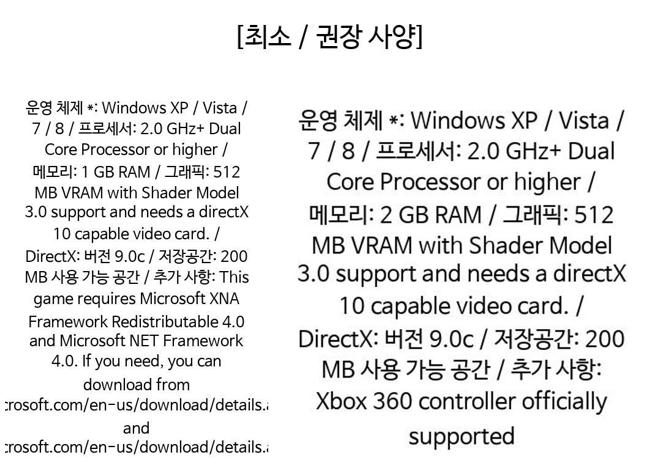 [최소 / 권장 사양]
운영 체제 *: Windows XP / Vista /
7 / 8 / 프로세서: 2.0 GHz+ Dual
Core Processor or higher /
메모리: 1 GB RAM / 그래픽: 512
MB VRAM with Shader Model
3.0 support and needs a directX
10 capable video card. /
DirectX: 버전 9.0c / 저장공간: 200
MB 사용 가능 공간 / 추가 사항: This
game requires Microsoft XNA
Framework Redistributable 4.0
and Microsoft NET Framework
4.0. If you need, you can
download from
crosoft.com/en-us/download/details.a
and
crosoft.com/en-us/download/details.a
운영 체제 *: Windows XP / Vista /
7 / 8 / 프로세서: 2.0 GHz+ Dual
Core Processor or higher /
메모리: 2 GB RAM / 그래픽: 512
MB VRAM with Shader Model
3.0 support and needs a directX
10 capable video card. /
DirectX: 버전 9.0c / 저장공간: 200
MB 사용 가능 공간 / 추가 사항:
Xbox 360 controller officially
supported